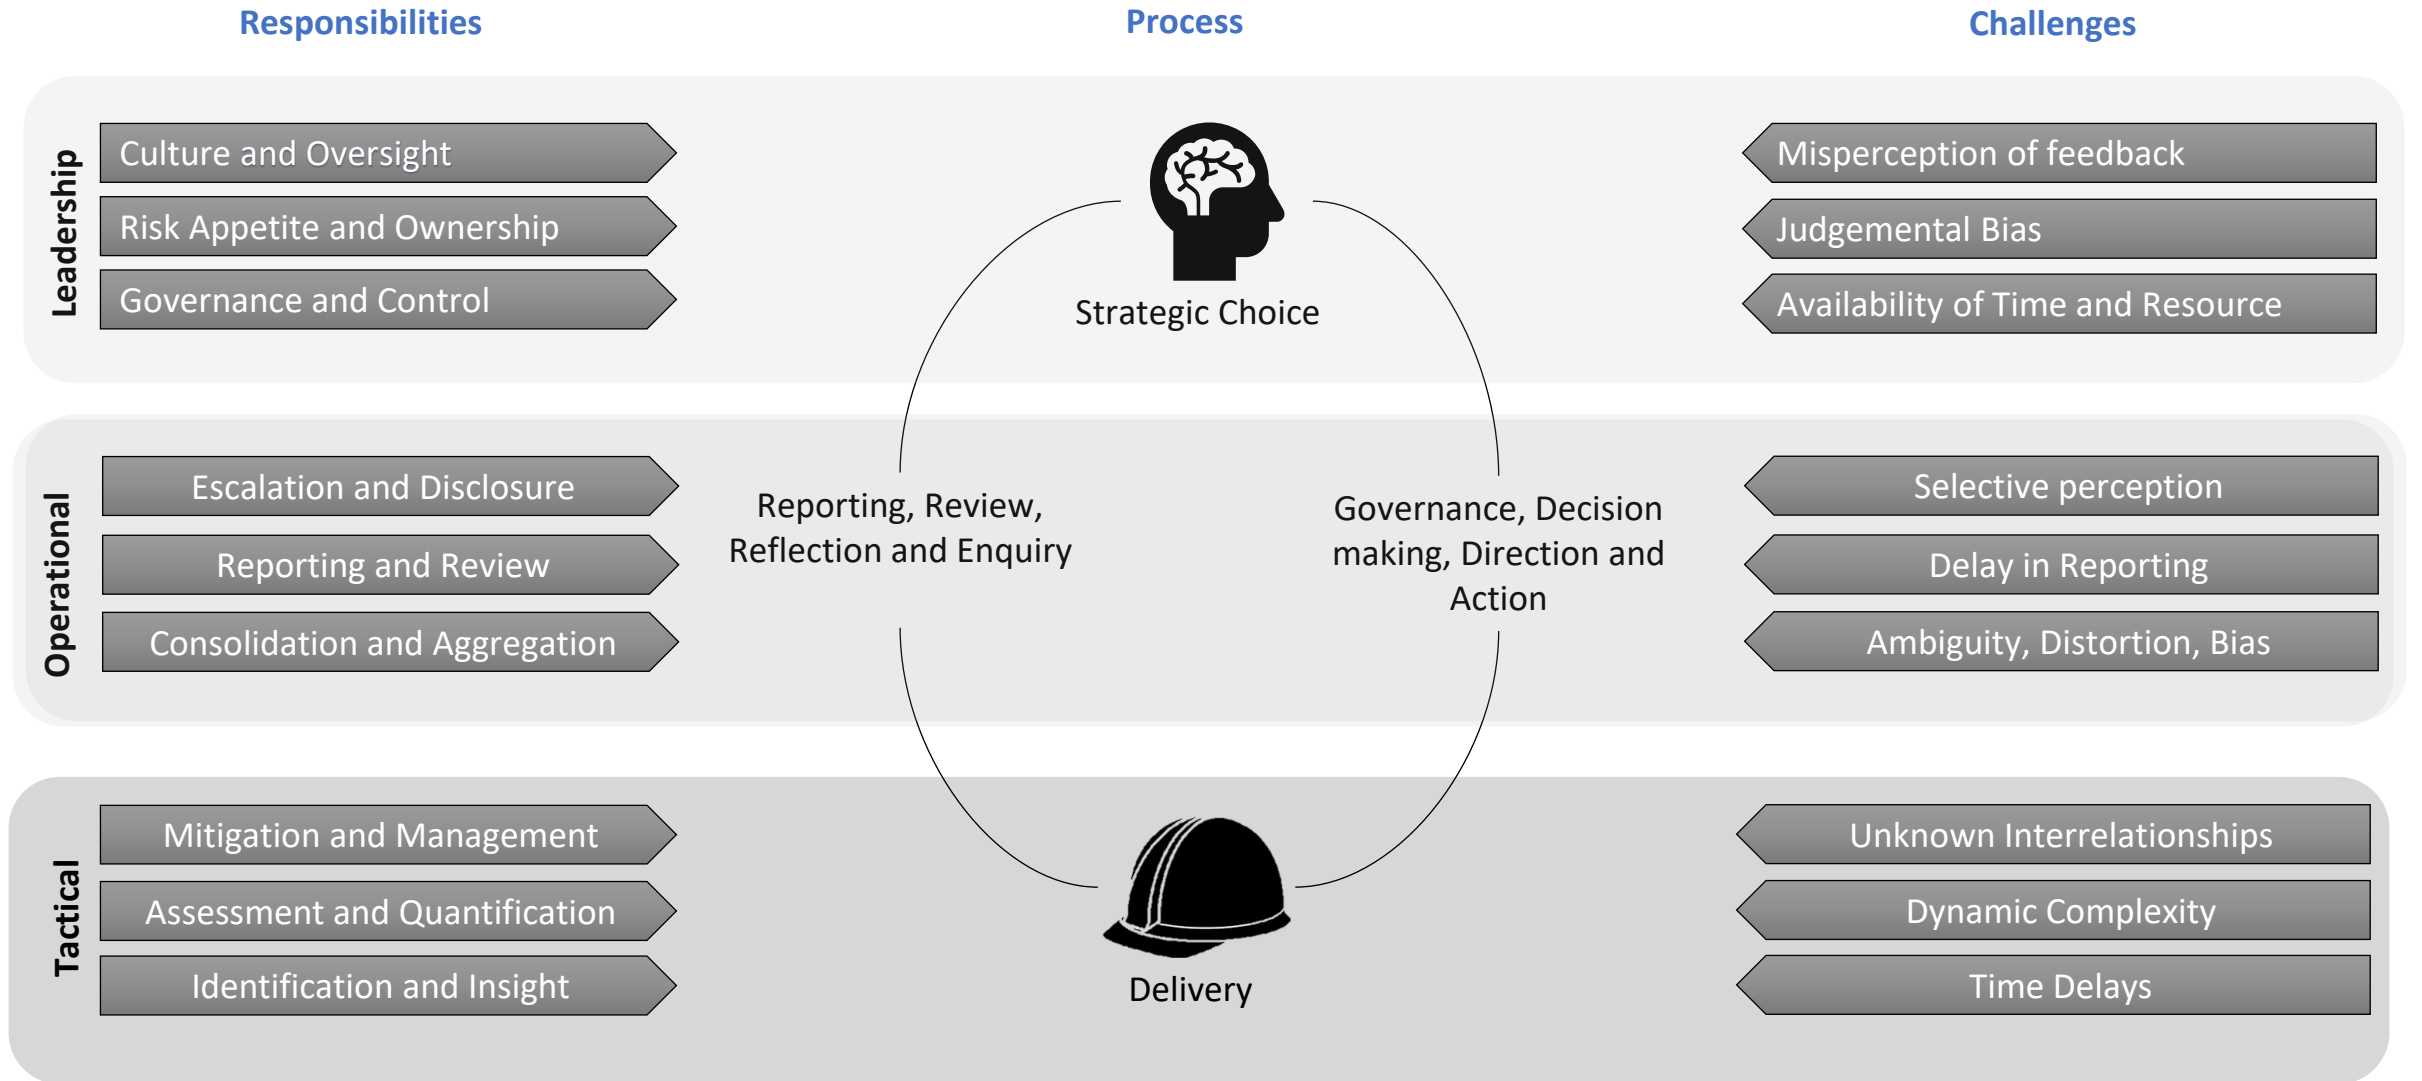 Responsibilities
Process
Challenges
Leadership
Culture and Oversight
Risk Appetite and Ownership
Governance and Control
Strategic Choice
Misperception of feedback
Judgemental Bias
Availability of Time and Resource
Operational
Escalation and Disclosure
Reporting and Review
Consolidation and Aggregation
Reporting, Review,
Reflection and Enquiry
Governance, Decision
making, Direction and
Action
Selective perception
Delay in Reporting
Ambiguity, Distortion, Bias
Tactical
Mitigation and Management
Assessment and Quantification
Identification and Insight
Delivery
Unknown Interrelationships
Dynamic Complexity
Time Delays